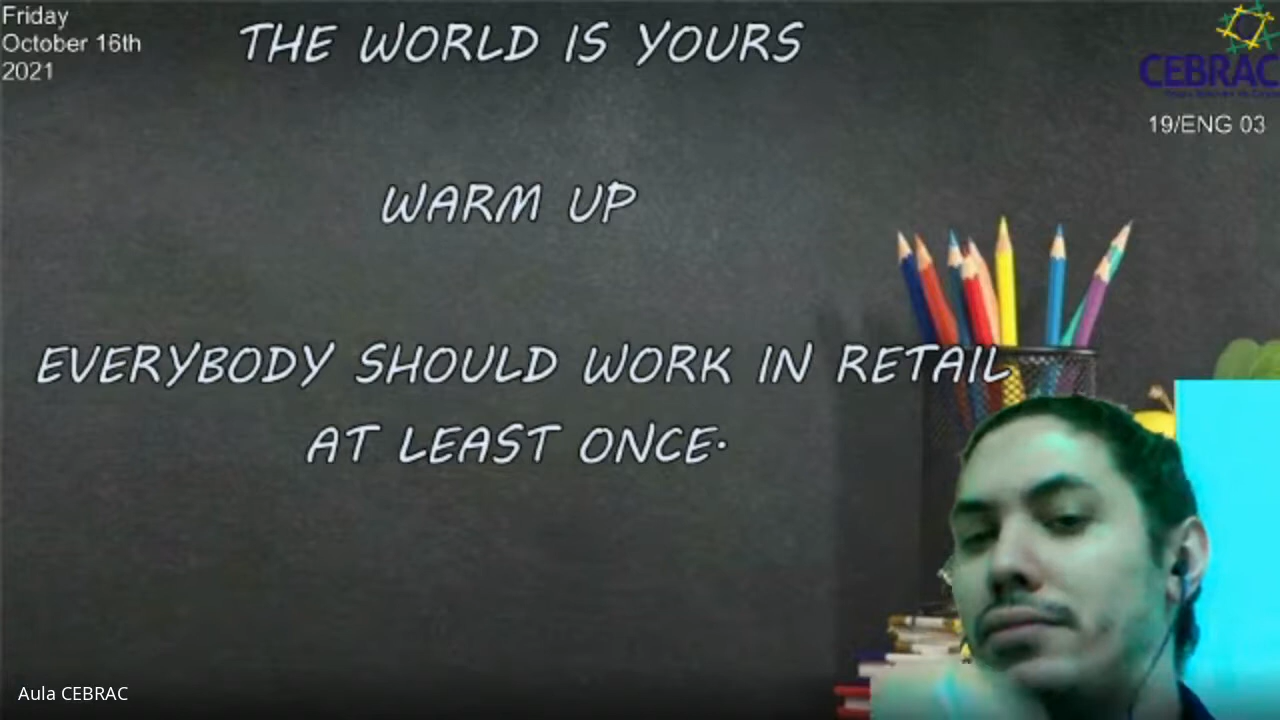 Friday
October 16th
2021
THE WORLD IS YOURS
CEBRAC
19/ENG 03
WARM UP
EVERYBODY SHOULD WORK IN RETAIL
AT LEAST ONCE.
Aula CEBRAC